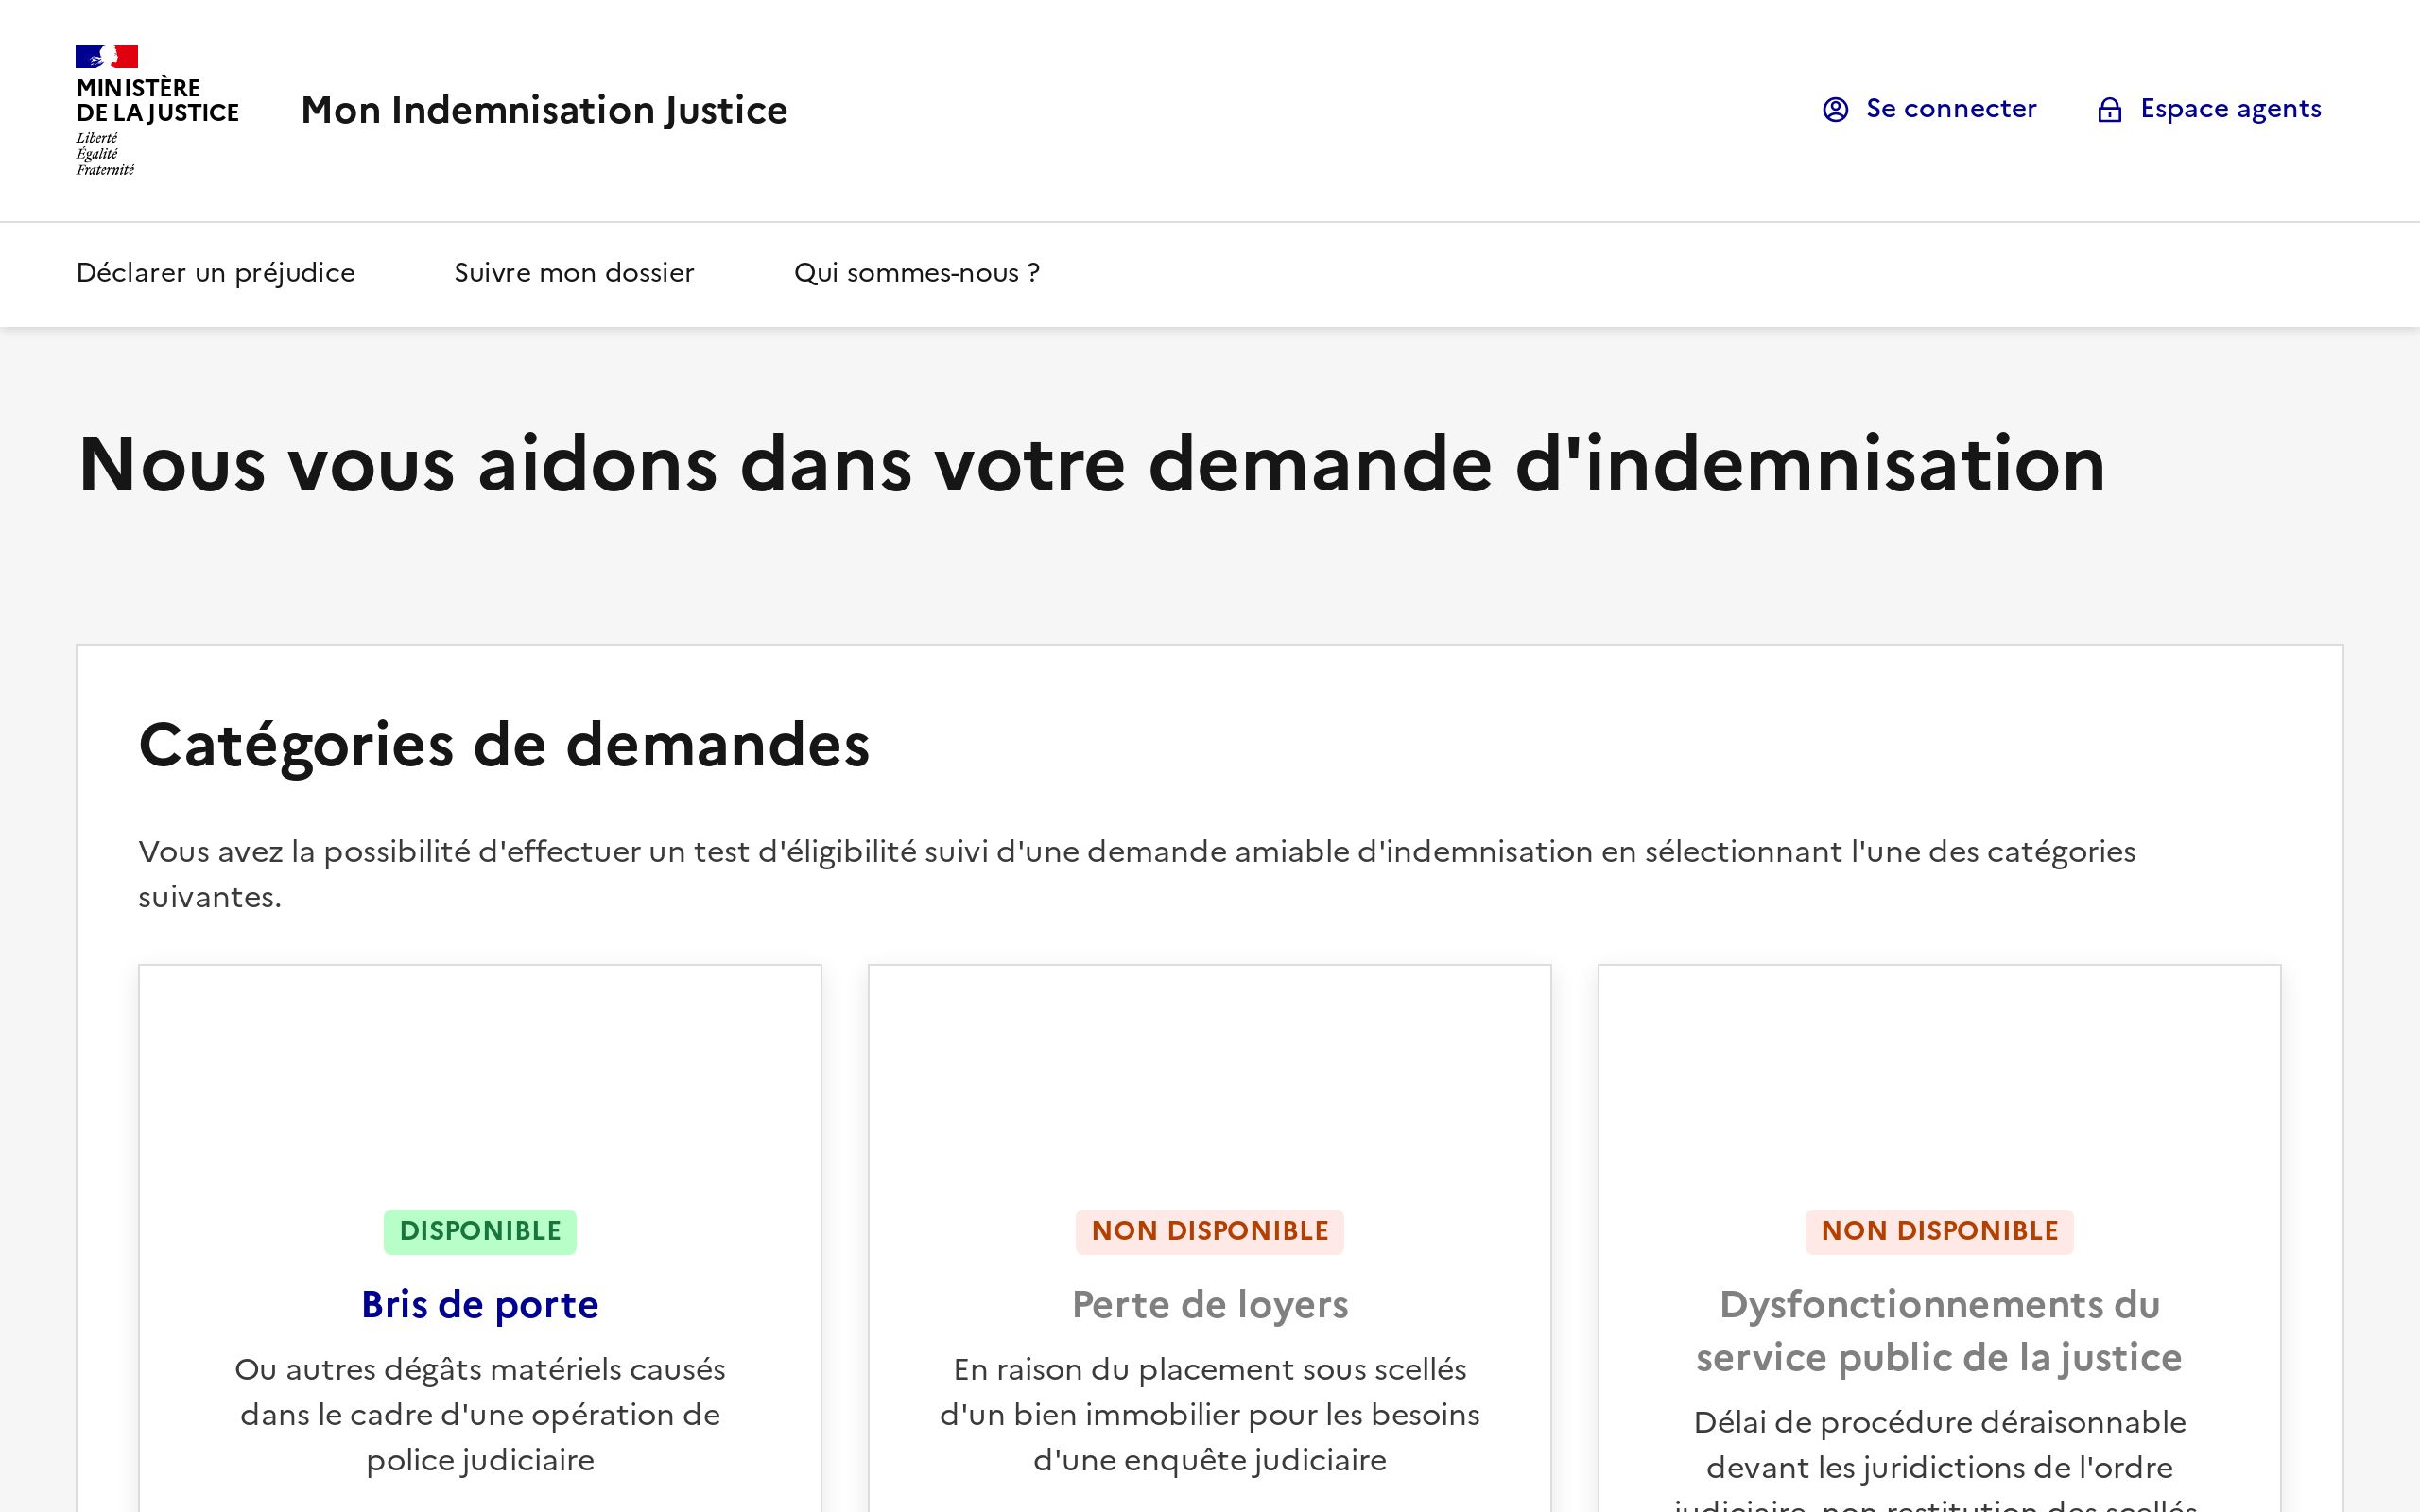 MINISTÈRE
DE LA JUSTICE
Liberté
Égalité
Fraternité
Mon Indemnisation Justice
Se connecter
Espace agents
Déclarer un préjudice
Suivre mon dossier
Qui sommes-nous ?
Nous vous aidons dans votre demande d'indemnisation
Catégories de demandes
Vous avez la possibilité d'effectuer un test d'éligibilité suivi d'une demande amiable d'indemnisation en sélectionnant l'une des catégories
suivantes.
DISPONIBLE
Bris de porte
Ou autres dégâts matériels causés
dans le cadre d'une opération de
police judiciaire
NON DISPONIBLE
Perte de loyers
En raison du placement sous scellés
d'un bien immobilier pour les besoins
d'une enquête judiciaire
NON DISPONIBLE
Dysfonctionnements du
service public de la justice
Délai de procédure déraisonnable
devant les juridictions de l'ordre
judiciaire, non restitution des scellés,